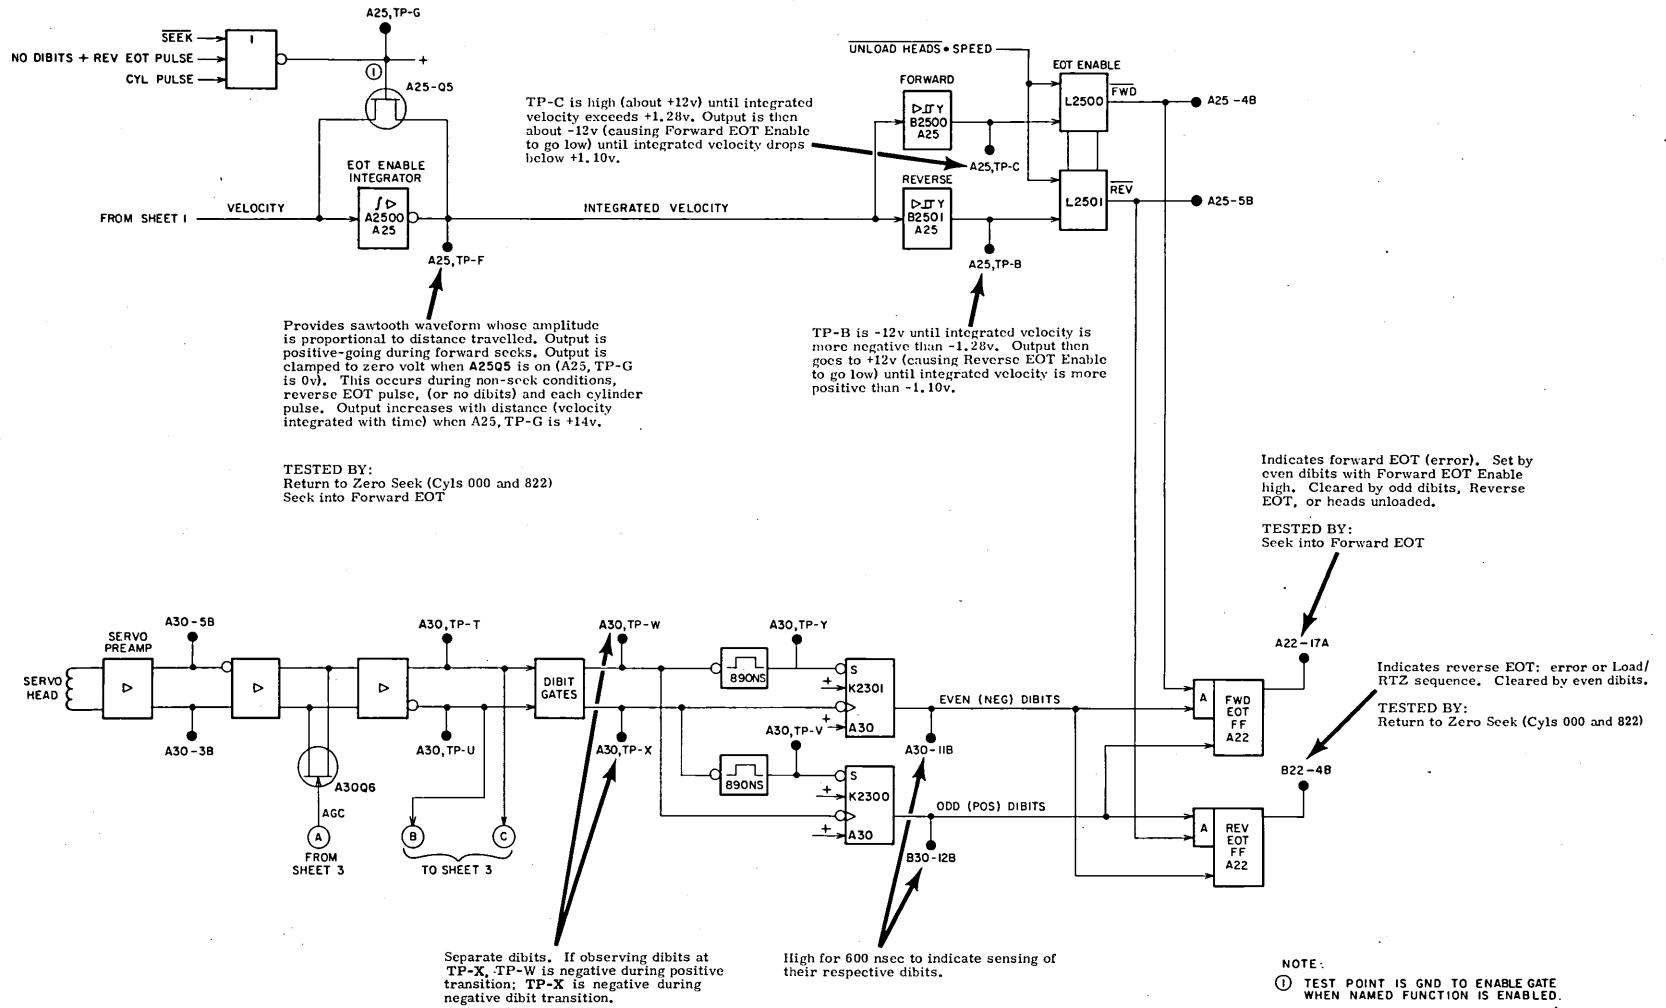 A25,TP-G
SEEK
NO DIBITS + REV EOT PULSE
CYL PULSE
I
+
①
A25-Q5
EOT ENABLE
INTEGRATOR
FROM SHEET 1
VELOCITY
∫▷
A2500
A25
A25,TP-F
INTEGRATED VELOCITY
Provides sawtooth waveform whose amplitude
is proportional to distance travelled. Output is
positive-going during forward seeks. Output is
clamped to zero volt when A25Q5 is on (A25, TP-G
is 0v). This occurs during non-seek conditions,
reverse EOT pulse, (or no dibits) and each cylinder
pulse. Output increases with distance (velocity
integrated with time) when A25, TP-G is +14v.
TESTED BY:
Return to Zero Seek (Cyls 000 and 822)
Seek into Forward EOT
TP-C is high (about +12v) until integrated
velocity exceeds +1.28v. Output is then
about -12v (causing Forward EOT Enable
to go low) until integrated velocity drops
below +1.10v.
UNLOAD HEADS • SPEED
FORWARD
Y
B2500
A25
A25,TP-C
REVERSE
Y
B2501
A25
A25,TP-B
EOT ENABLE
L2500
FWD
A25-4B
L2501
REV
A25-5B
TP-B is -12v until integrated velocity is
more negative than -1.28v. Output then
goes to +12v (causing Reverse EOT Enable
to go low) until integrated velocity is more
positive than -1.10v.
Indicates forward EOT (error). Set by
even dibits with Forward EOT Enable
high. Cleared by odd dibits, Reverse
EOT, or heads unloaded.
TESTED BY:
Seek into Forward EOT
A22-17A
Indicates reverse EOT: error or Load/
RTZ sequence. Cleared by even dibits.
TESTED BY:
Return to Zero Seek (Cyls 000 and 822)
B22-4B
SERVO
HEAD
SERVO
PREAMP
A30-5B
A30-3B
A30Q6
AGC
A
FROM
SHEET 3
A30,TP-T
A30,TP-U
B
C
TO SHEET 3
DIBIT
GATES
A30,TP-W
A30,TP-X
890NS
A30,TP-Y
890NS
A30,TP-V
S
+
K2301
+
A30
S
+
K2300
+
A30
EVEN (NEG) DIBITS
A30-11B
ODD (POS) DIBITS
B30-12B
A
FWD
EOT
FF
A22
A
REV
EOT
FF
A22
Separate dibits. If observing dibits at
TP-X, TP-W is negative during positive
transition; TP-X is negative during
negative dibit transition.
High for 600 nsec to indicate sensing of
their respective dibits.
NOTE:
① TEST POINT IS GND TO ENABLE GATE
WHEN NAMED FUNCTION IS ENABLED.